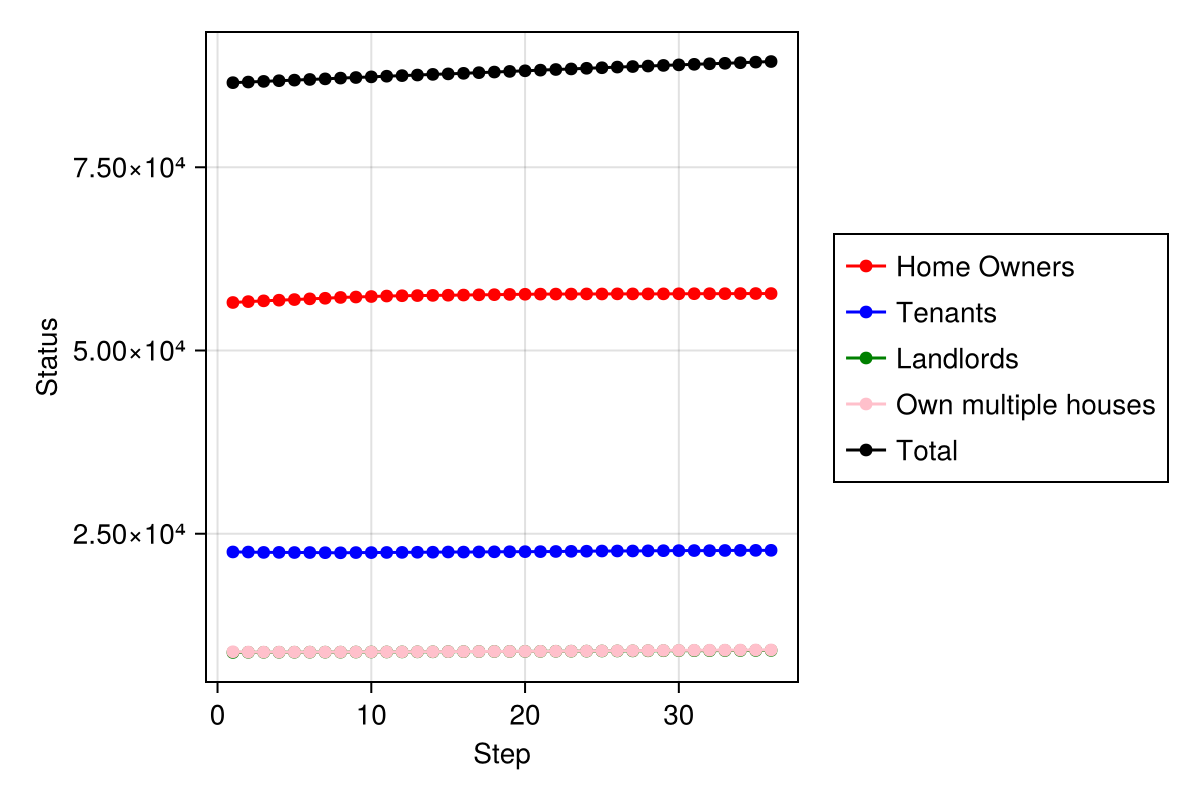 7.50×10⁴
5.00×10⁴
2.50×10⁴
Status
0 10 20 30
Step
Home Owners
Tenants
Landlords
Own multiple houses
Total